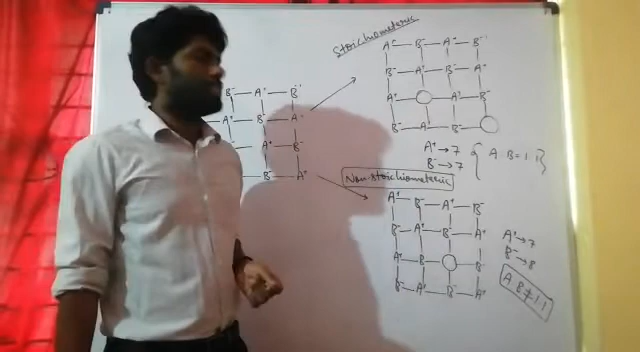 Stoichiometric
A⁺ B⁻ A⁺ B⁻
B⁻ A⁺ B⁻ A⁺
A⁺ A⁺ B⁻
B⁻ A⁺ B⁻
A⁺ → 7
B⁻ → 7
{ A B = 1:1 }
B⁻ A⁺ B⁻
A⁺ B⁻ A⁺
A⁺ B⁻
B⁻ A⁺
Non-stoichiometric
A⁺ B⁻ A⁺ B⁻
B⁻ A⁺ B⁻ A⁺
A⁺ B B⁻
B⁻ A⁺ B⁻ A⁺
A⁺ → 7
B⁻ → 8
A B ≠ 1:1